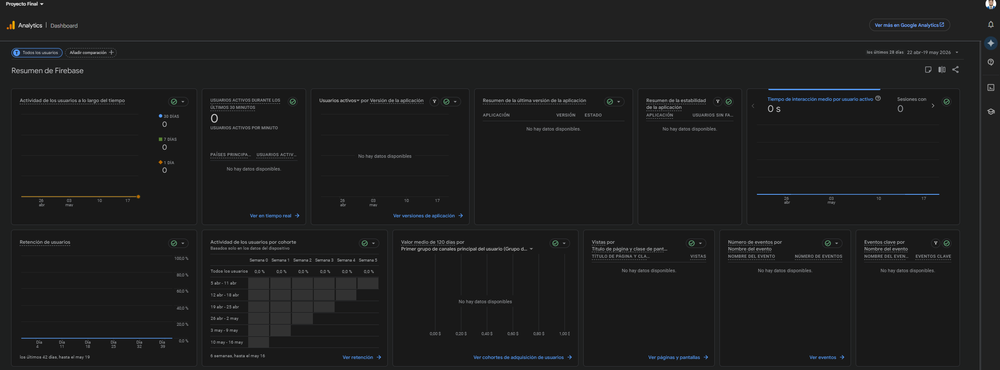 Proyecto Final
Analytics | Dashboard
Ver más en Google Analytics
T Todos los usuarios
Añadir comparación
los últimos 28 días 22 abr-19 may 2026
Resumen de Firebase
Actividad de los usuarios a lo largo del tiempo
30 DÍAS
0
7 DÍAS
0
1 DÍA
0
26 abr
03 may
10
17
USUARIOS ACTIVOS DURANTE LOS
ÚLTIMOS 30 MINUTOS
0
USUARIOS ACTIVOS POR MINUTO
PAÍSES PRINCIPA... USUARIOS ACTIV...
No hay datos disponibles.
Ver en tiempo real
Usuarios activos por Versión de la aplicación
No hay datos disponibles
26 abr
03 may
10
17
Ver versiones de aplicación
Resumen de la última versión de la aplicación
APLICACIÓN VERSIÓN ESTADO
No hay datos disponibles.
Resumen de la estabilidad
de la aplicación
APLICACIÓN USUARIOS SIN FA...
No hay datos disponibles.
Tiempo de interacción medio por usuario activo
0 s
Sesiones con
0
26 abr
03 may
10
17
Retención de usuarios
100,0 %
80,0 %
60,0 %
40,0 %
20,0 %
0,0 %
Día 4
Día 11
Día 18
Día 25
Día 32
Día 39
los últimos 42 días, hasta el may 19
Actividad de los usuarios por cohorte
Basados solo en los datos del dispositivo
Semana 0 Semana 1 Semana 2 Semana 3 Semana 4 Semana 5
Todos los usuarios 0,0 % 0,0 % 0,0 % 0,0 % 0,0 % 0,0 %
5 abr - 11 abr
12 abr - 18 abr
19 abr - 25 abr
26 abr - 2 may
3 may - 9 may
10 may - 16 may
6 semanas, hasta el may 16
Ver retención
Valor medio de 120 días por
Primer grupo de canales principal del usuario (Grupo d...
No hay datos disponibles
0,00 $ 0,20 $ 0,40 $ 0,60 $ 0,80 $ 1,00 $
Ver cohortes de adquisición de usuarios
Vistas por
Título de página y clase de pant...
TÍTULO DE PÁGINA Y CLA... VISTAS
No hay datos disponibles.
Ver páginas y pantallas
Número de eventos por
Nombre del evento
NOMBRE DEL EVENTO NÚMERO DE EVENTOS
No hay datos disponibles.
Ver eventos
Eventos clave por
Nombre del evento
NOMBRE DEL EVEN... EVENTOS CLAVE
No hay datos disponibles.